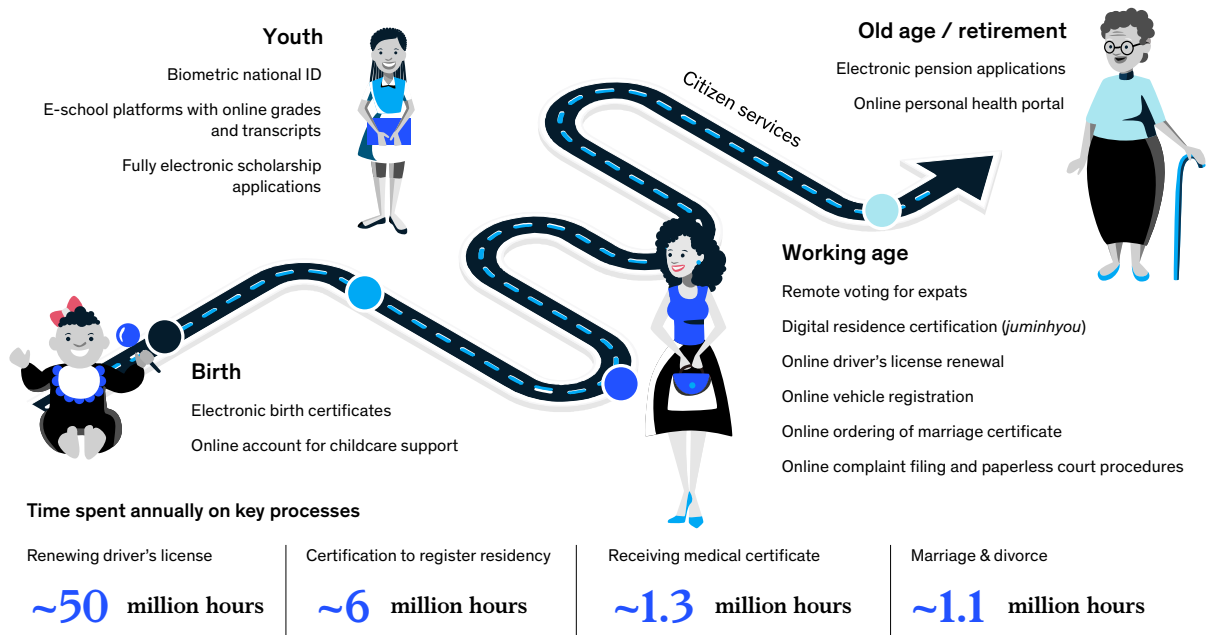 Youth
Biometric national ID
E-school platforms with online grades
and transcripts
Fully electronic scholarship
applications
Citizen services
Old age / retirement
Electronic pension applications
Online personal health portal
Birth
Electronic birth certificates
Online account for childcare support
Working age
Remote voting for expats
Digital residence certification (juminhyou)
Online driver’s license renewal
Online vehicle registration
Online ordering of marriage certificate
Online complaint filing and paperless court procedures
Time spent annually on key processes
Renewing driver’s license
~50 million hours
Certification to register residency
~6 million hours
Receiving medical certificate
~1.3 million hours
Marriage & divorce
~1.1 million hours